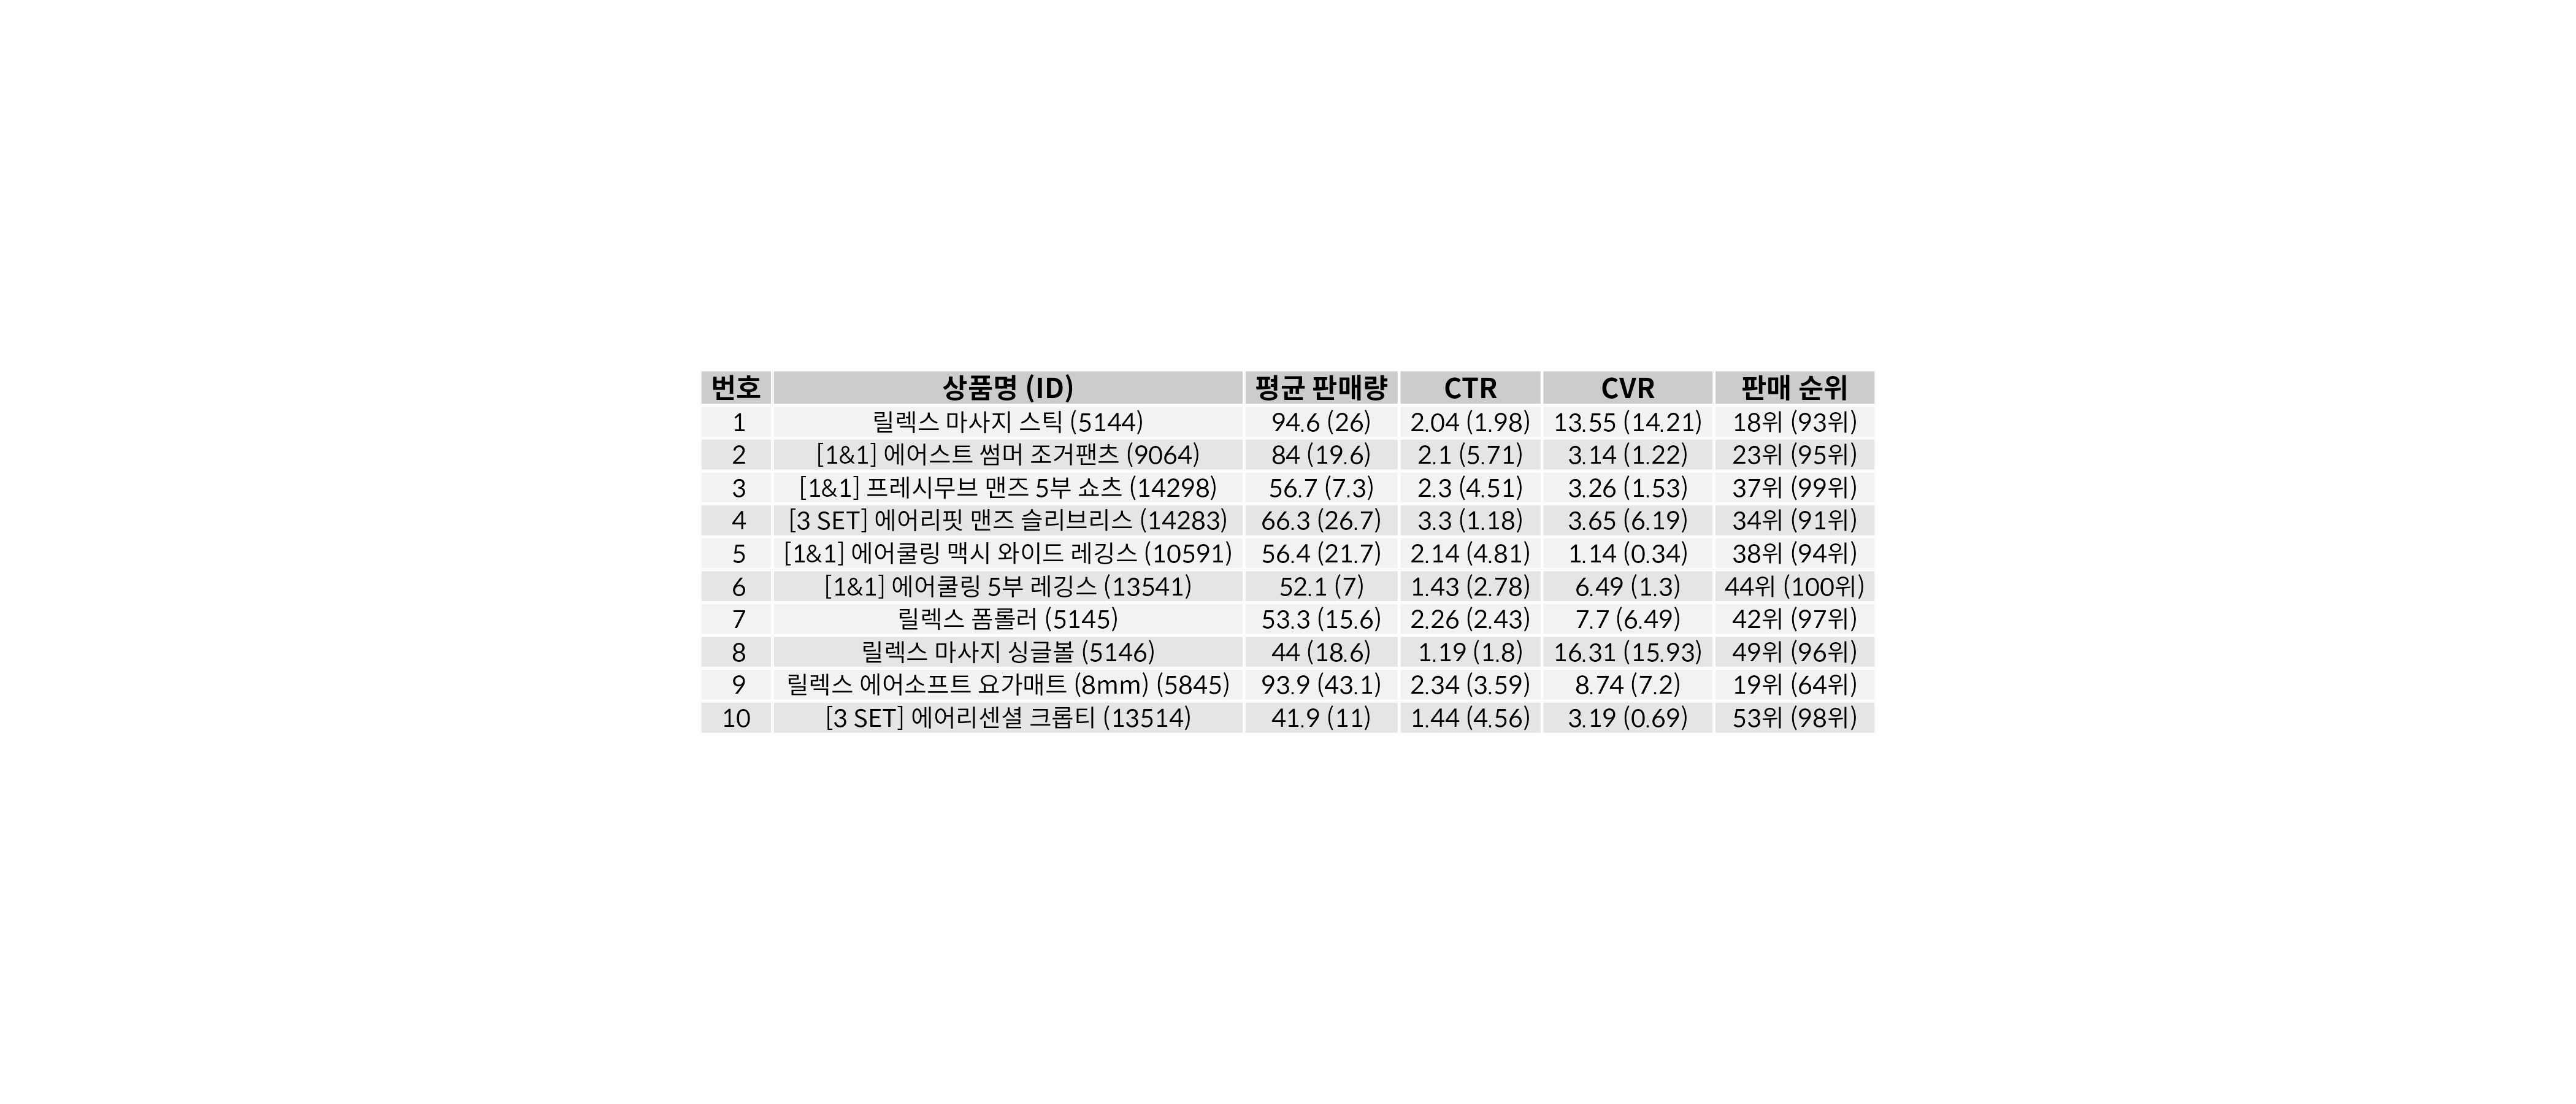 번호 상품명 (ID) 평균 판매량 CTR CVR 판매 순위
1 릴렉스 마사지 스틱 (5144) 94.6 (26) 2.04 (1.98) 13.55 (14.21) 18위 (93위)
2 [1&1] 에어스트 썸머 조거팬츠 (9064) 84 (19.6) 2.1 (5.71) 3.14 (1.22) 23위 (95위)
3 [1&1] 프레시무브 맨즈 5부 쇼츠 (14298) 56.7 (7.3) 2.3 (4.51) 3.26 (1.53) 37위 (99위)
4 [3 SET] 에어리핏 맨즈 슬리브리스 (14283) 66.3 (26.7) 3.3 (1.18) 3.65 (6.19) 34위 (91위)
5 [1&1] 에어쿨링 맥시 와이드 레깅스 (10591) 56.4 (21.7) 2.14 (4.81) 1.14 (0.34) 38위 (94위)
6 [1&1] 에어쿨링 5부 레깅스 (13541) 52.1 (7) 1.43 (2.78) 6.49 (1.3) 44위 (100위)
7 릴렉스 폼롤러 (5145) 53.3 (15.6) 2.26 (2.43) 7.7 (6.49) 42위 (97위)
8 릴렉스 마사지 싱글볼 (5146) 44 (18.6) 1.19 (1.8) 16.31 (15.93) 49위 (96위)
9 릴렉스 에어소프트 요가매트 (8mm) (5845) 93.9 (43.1) 2.34 (3.59) 8.74 (7.2) 19위 (64위)
10 [3 SET] 에어리센셜 크롭티 (13514) 41.9 (11) 1.44 (4.56) 3.19 (0.69) 53위 (98위)